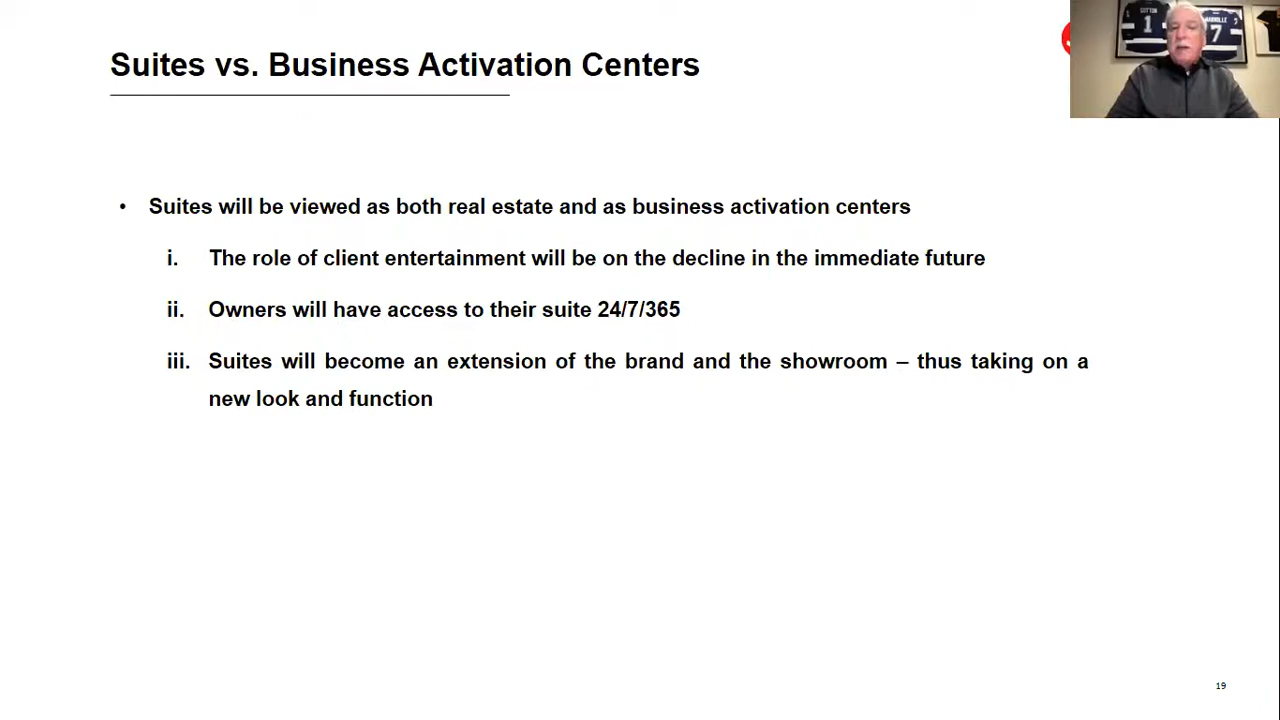 Suites vs. Business Activation Centers
• Suites will be viewed as both real estate and as business activation centers
i. The role of client entertainment will be on the decline in the immediate future
ii. Owners will have access to their suite 24/7/365
iii. Suites will become an extension of the brand and the showroom – thus taking on a
new look and function
1
7
19